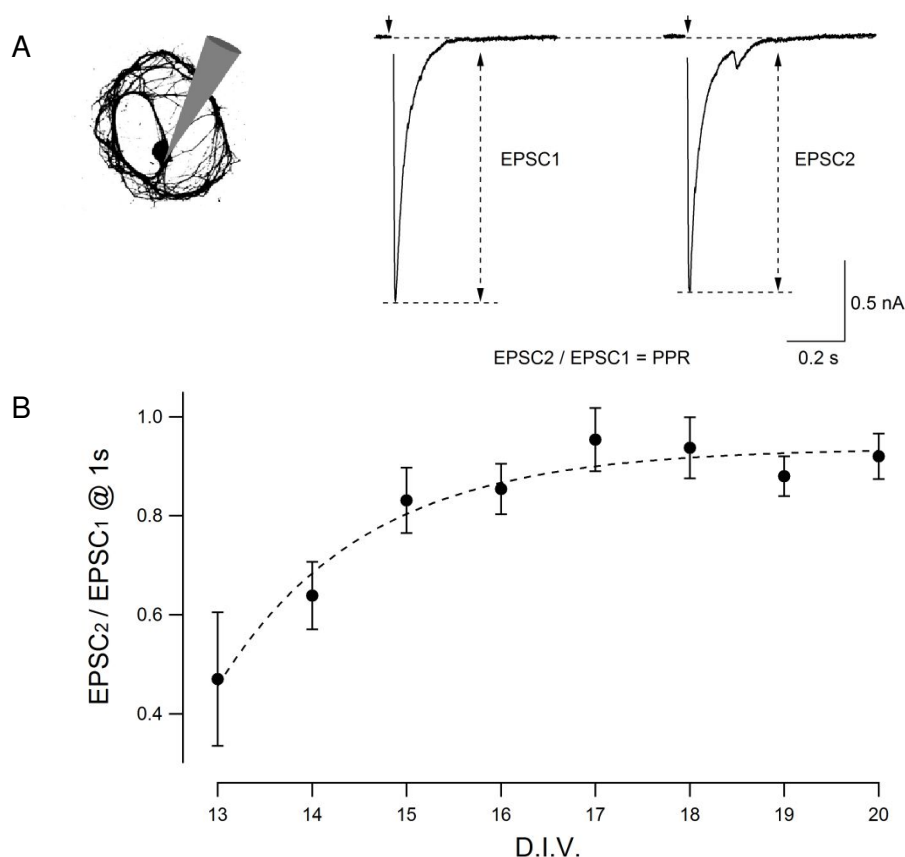 A
EPSC1
EPSC2
0.5 nA
0.2 s
EPSC2 / EPSC1 = PPR
B
EPSC2 / EPSC1 @ 1s
1.0
0.8
0.6
0.4
13 14 15 16 17 18 19 20
D.I.V.